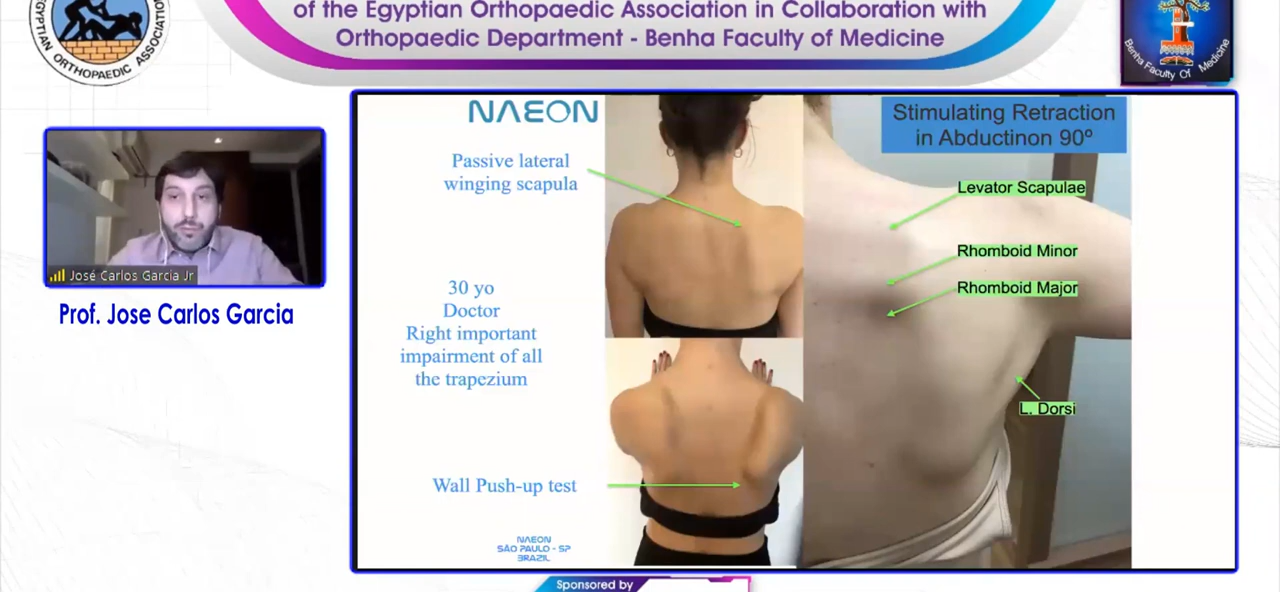 of the Egyptian Orthopaedic Association in Collaboration with
Orthopaedic Department - Benha Faculty of Medicine
EGYPTIAN ORTHOPAEDIC ASSOCIATION
Benha Faculty Of Medicine
José Carlos Garcia Jr
Prof. Jose Carlos Garcia
NAEON
Passive lateral
winging scapula
30 yo
Doctor
Right important
impairment of all
the trapezium
Wall Push-up test
NAEON
SÃO PAULO - SP
BRAZIL
Stimulating Retraction
in Abductinon 90º
Levator Scapulae
Rhomboid Minor
Rhomboid Major
L. Dorsi
Sponsored by